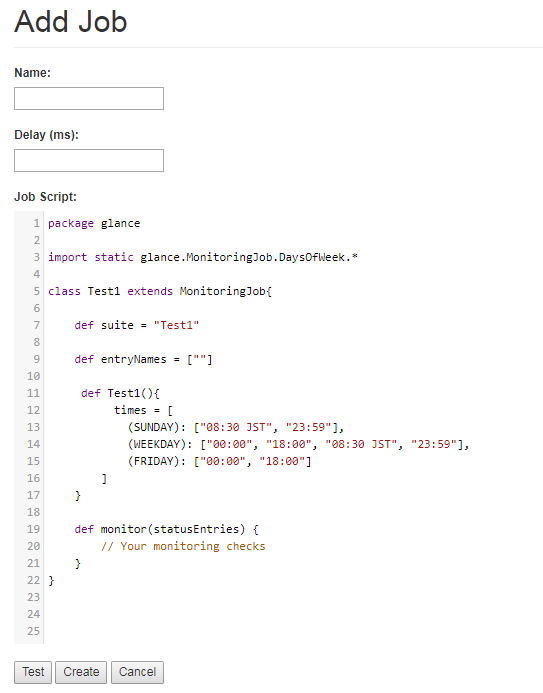 Add Job
Name:
Delay (ms):
Job Script:
1 package glance
2
3 import static glance.MonitoringJob.DaysOfWeek.*
4
5 class Test1 extends MonitoringJob{
6
7     def suite = "Test1"
8
9     def entryNames = [""]
10
11      def Test1(){
12           times = [
13             (SUNDAY): ["08:30 JST", "23:59"],
14             (WEEKDAY): ["00:00", "18:00", "08:30 JST", "23:59"],
15             (FRIDAY): ["00:00", "18:00"]
16         ]
17     }
18
19     def monitor(statusEntries) {
20         // Your monitoring checks
21     }
22 }
23
24
25
Test Create Cancel